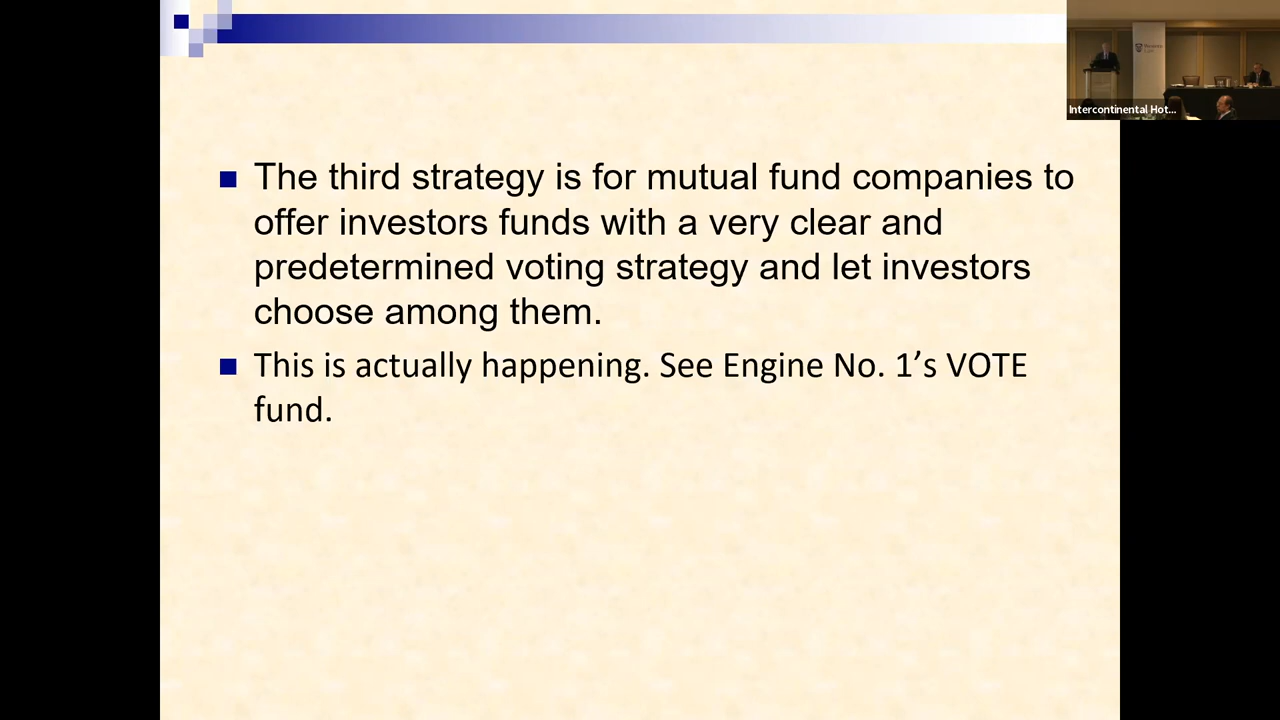 Intercontinental Hot...
The third strategy is for mutual fund companies to
offer investors funds with a very clear and
predetermined voting strategy and let investors
choose among them.
This is actually happening. See Engine No. 1’s VOTE
fund.